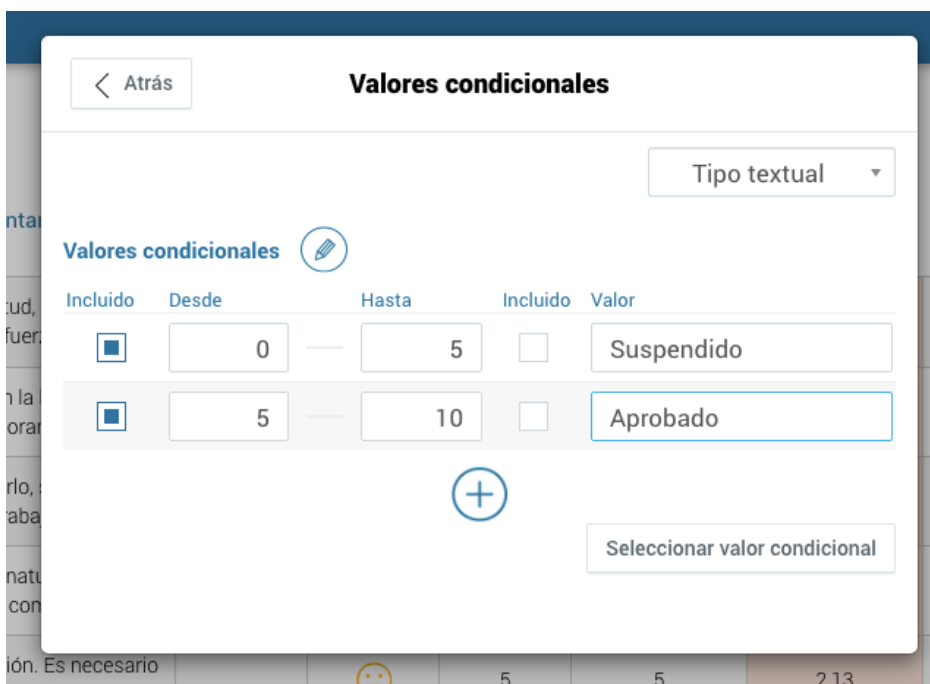 Atrás
Valores condicionales
Tipo textual
Valores condicionales
Incluido Desde Hasta Incluido Valor
0 5 Suspendido
5 10 Aprobado
Seleccionar valor condicional
ión. Es necesario
5 5 2,13